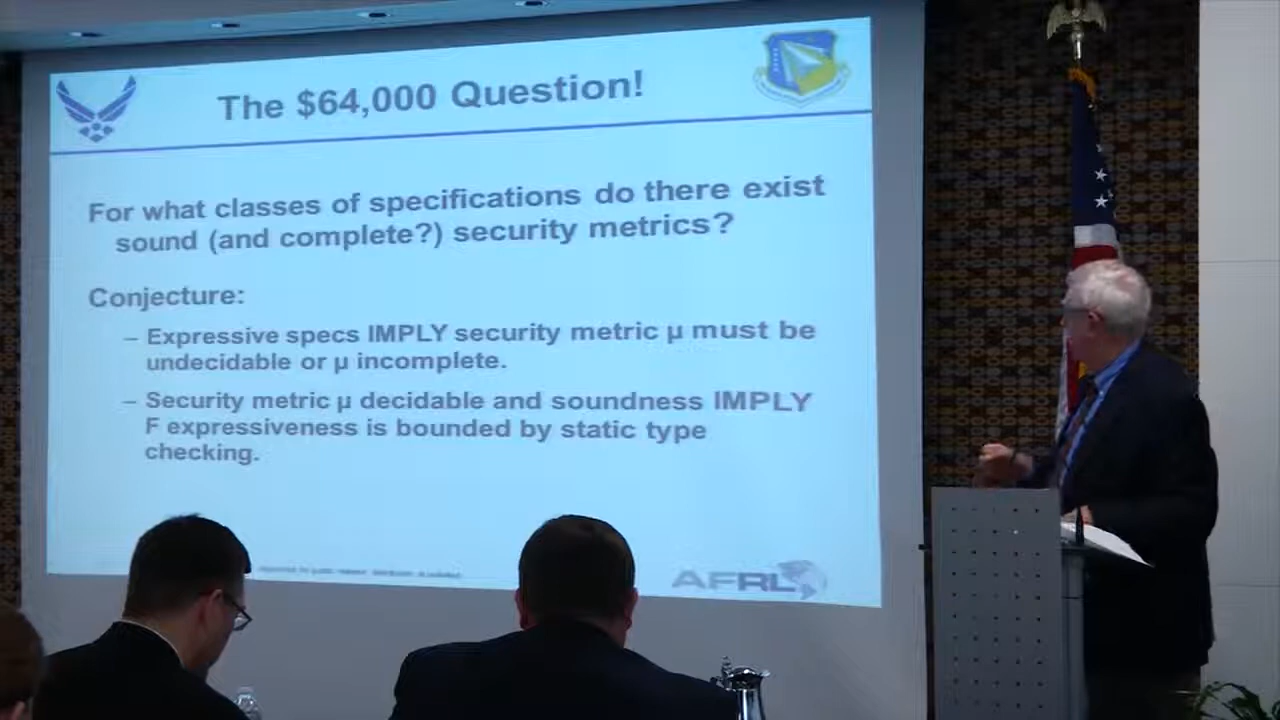 The $64,000 Question!
For what classes of specifications do there exist
sound (and complete?) security metrics?
Conjecture:
– Expressive specs IMPLY security metric µ must be
undecidable or µ incomplete.
– Security metric µ decidable and soundness IMPLY
F expressiveness is bounded by static type
checking.
AFRL